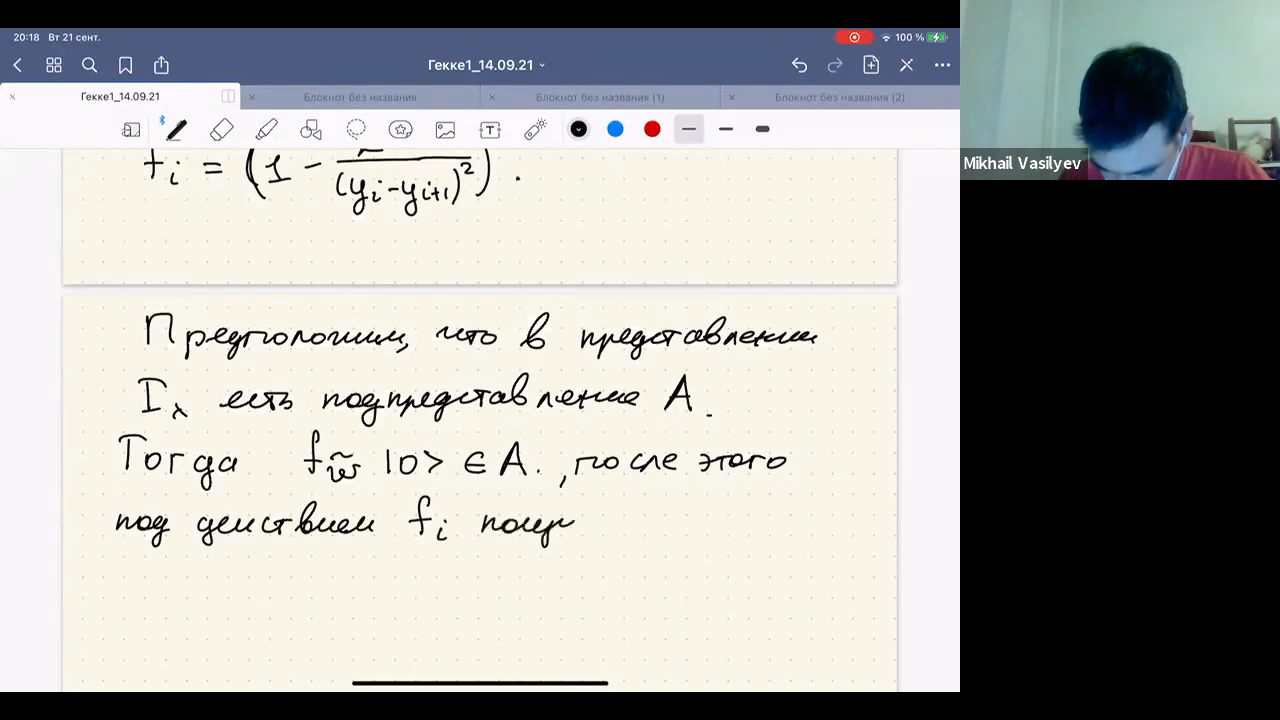 20:18 Вт 21 сент.
100 %
Гекке1_14.09.21
Гекке1_14.09.21
Блокнот без названия
Блокнот без названия (1)
Блокнот без названия (2)
Mikhail Vasilyev
f_i = (1 - / (y_i - y_{i+1})^2) .
Предположим, что в представлении
I_λ есть подпредставление A.
Тогда f_{w̃} |0> ∈ A. , после этого
под действием f_i полу